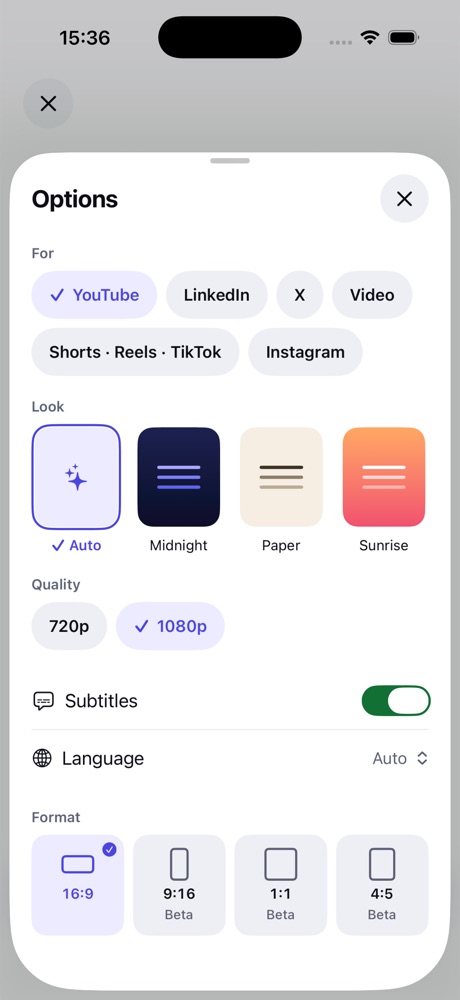 15:36
Options
For
YouTube
LinkedIn
X
Video
Shorts · Reels · TikTok
Instagram
Look
Auto
Midnight
Paper
Sunrise
Quality
720p
1080p
Subtitles
Language
Auto
Format
16:9
9:16
Beta
1:1
Beta
4:5
Beta